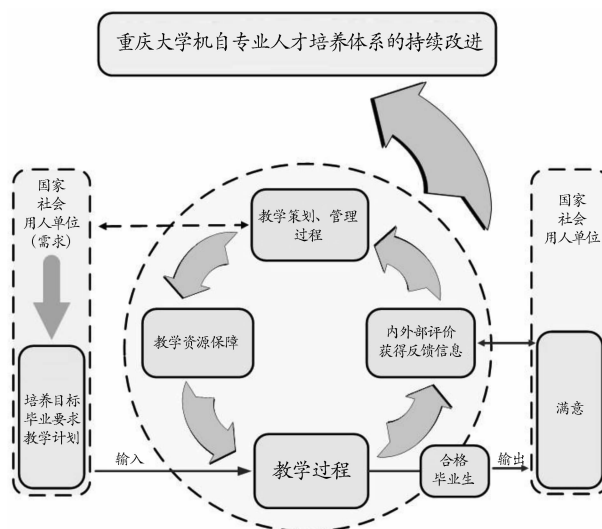 重庆大学机自专业人才培养体系的持续改进
国家
社会
用人单位
(需求)
培养目标
毕业要求
教学计划
教学策划、管理
过程
教学资源保障
内外部评价
获得反馈信息
输入
教学过程
合格
毕业生
输出
国家
社会
用人单位
满意